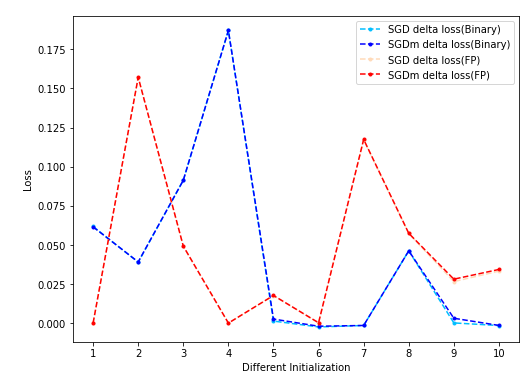 SGD delta loss(Binary)
SGDm delta loss(Binary)
SGD delta loss(FP)
SGDm delta loss(FP)
0.175
0.150
0.125
0.100
0.075
0.050
0.025
0.000
Loss
1 2 3 4 5 6 7 8 9 10
Different Initialization